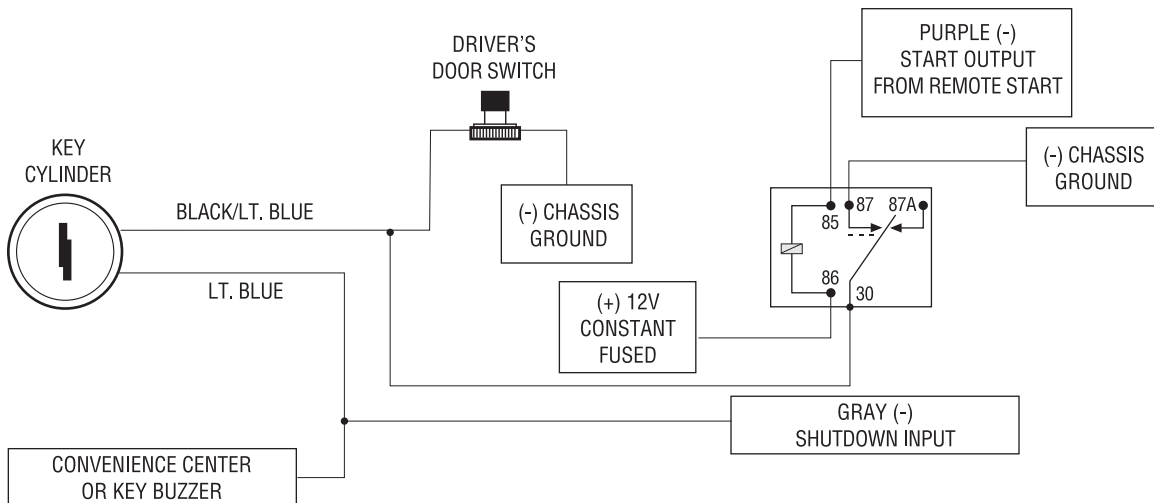 PURPLE (-)
START OUTPUT
FROM REMOTE START
DRIVER'S
DOOR SWITCH
KEY
CYLINDER
(-) CHASSIS
GROUND
BLACK/LT. BLUE
(-) CHASSIS
GROUND
87
87A
85
LT. BLUE
86
30
(+) 12V
CONSTANT
FUSED
GRAY (-)
SHUTDOWN INPUT
CONVENIENCE CENTER
OR KEY BUZZER